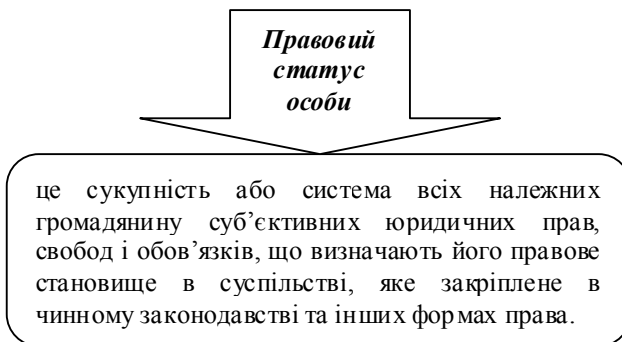 Правовий
статус
особи
це сукупність або система всіх належних
громадянину суб’єктивних юридичних прав,
свобод і обов’язків, що визначають його правове
становище в суспільстві, яке закріплене в
чинному законодавстві та інших формах права.